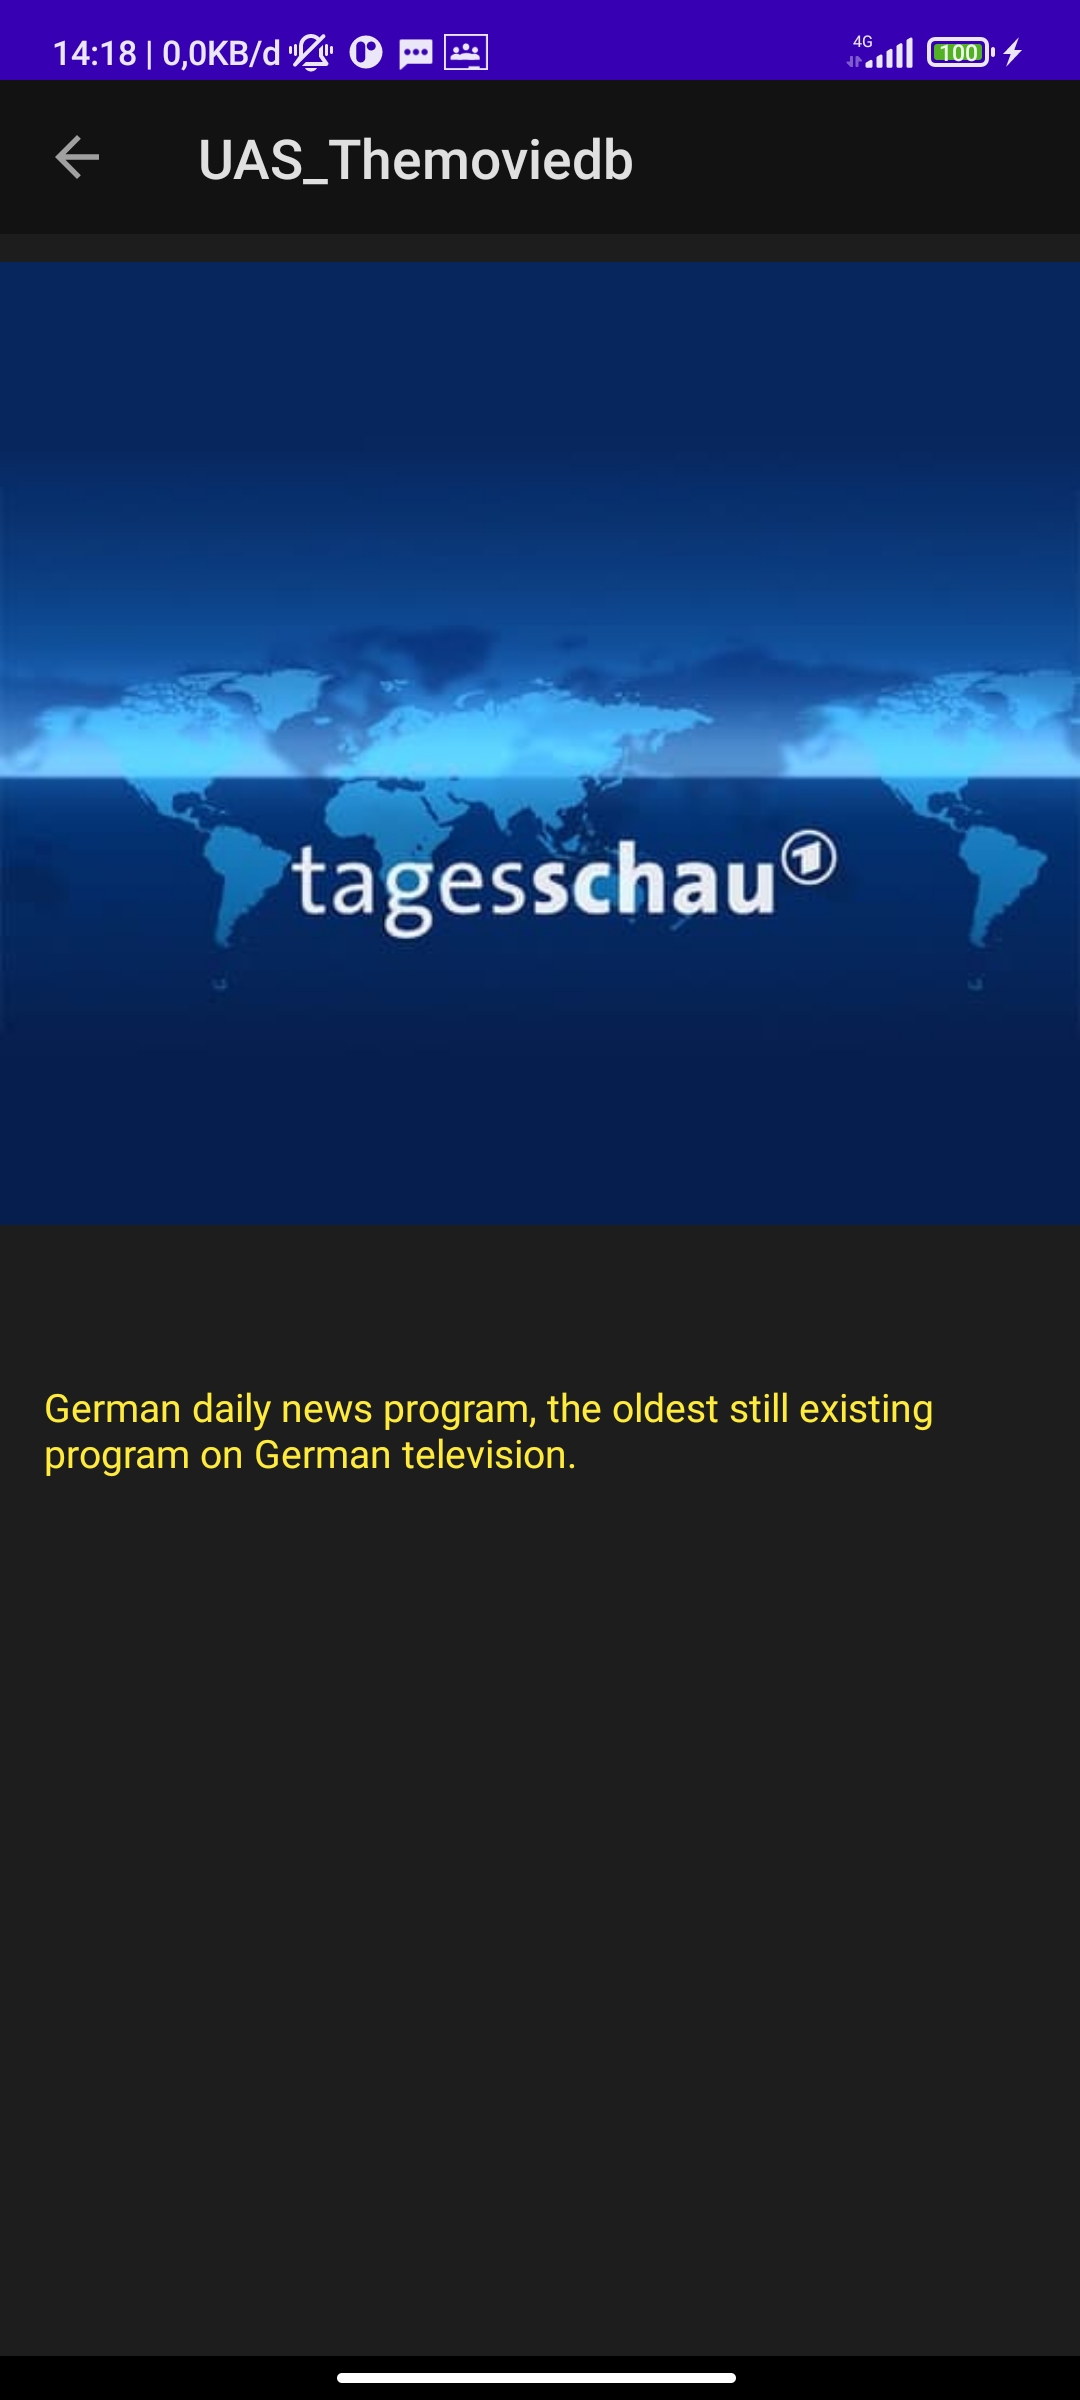 14:18 | 0,0KB/d
4G
100
UAS_Themoviedb
tagesschau
German daily news program, the oldest still existing
program on German television.